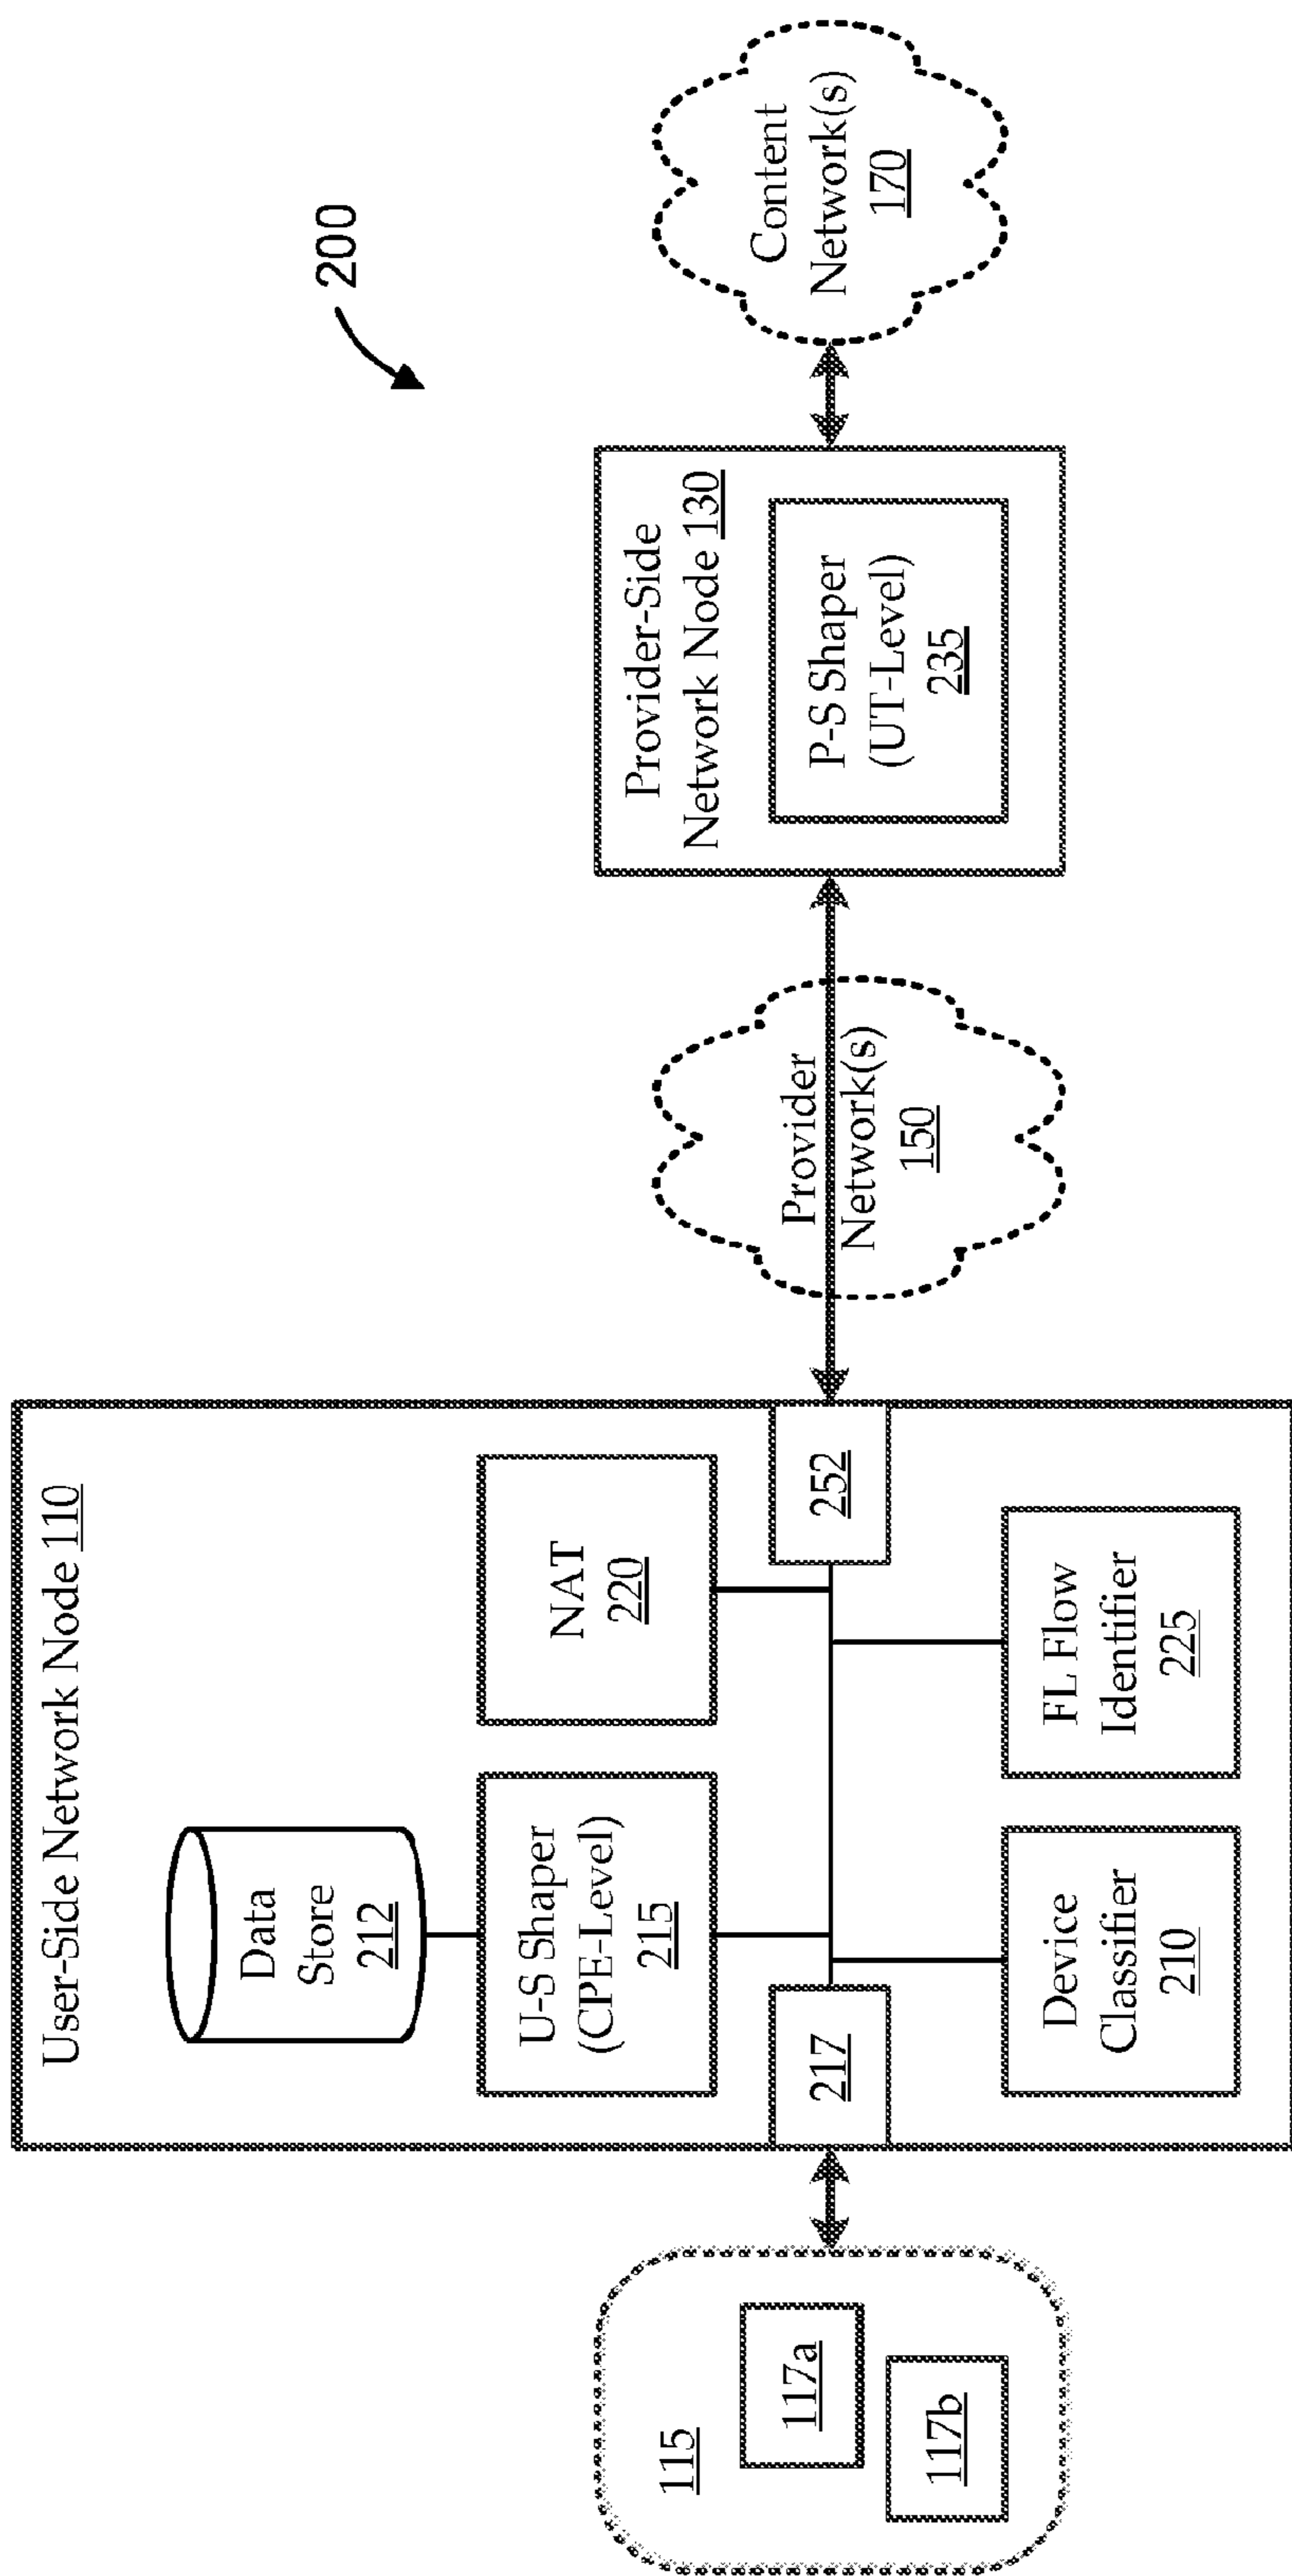 200
User-Side Network Node 110
Data
Store
212
U-S Shaper
(CPE-Level)
215
NAT
220
115
117a
117b
217
252
Device
Classifier
210
FL Flow
Identifier
225
Provider
Network(s)
150
Provider-Side
Network Node 130
P-S Shaper
(UT-Level)
235
Content
Network(s)
170